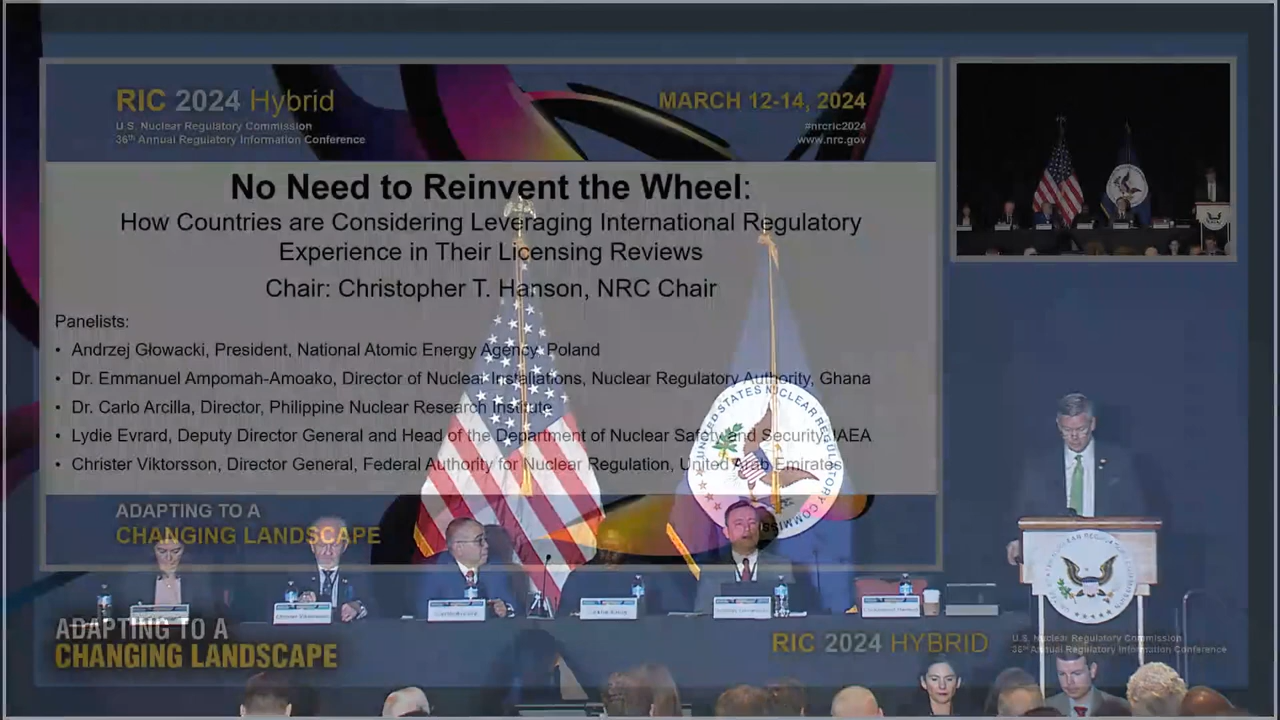 RIC 2024 Hybrid
U.S. Nuclear Regulatory Commission
36th Annual Regulatory Information Conference
MARCH 12-14, 2024
#nrcric2024
www.nrc.gov
No Need to Reinvent the Wheel:
How Countries are Considering Leveraging International Regulatory
Experience in Their Licensing Reviews
Chair: Christopher T. Hanson, NRC Chair
Panelists:
• Andrzej Głowacki, President, National Atomic Energy Agency, Poland
• Dr. Emmanuel Ampomah-Amoako, Director of Nuclear Installations, Nuclear Regulatory Authority, Ghana
• Dr. Carlo Arcilla, Director, Philippine Nuclear Research Institute
• Lydie Evrard, Deputy Director General and Head of the Department of Nuclear Safety and Security, IAEA
• Christer Viktorsson, Director General, Federal Authority for Nuclear Regulation, United Arab Emirates
UNITED STATES NUCLEAR REGULATORY COMMISSION
ADAPTING TO A
CHANGING LANDSCAPE
ADAPTING TO A
CHANGING LANDSCAPE
RIC 2024 HYBRID
U.S. Nuclear Regulatory Commission
36th Annual Regulatory Information Conference